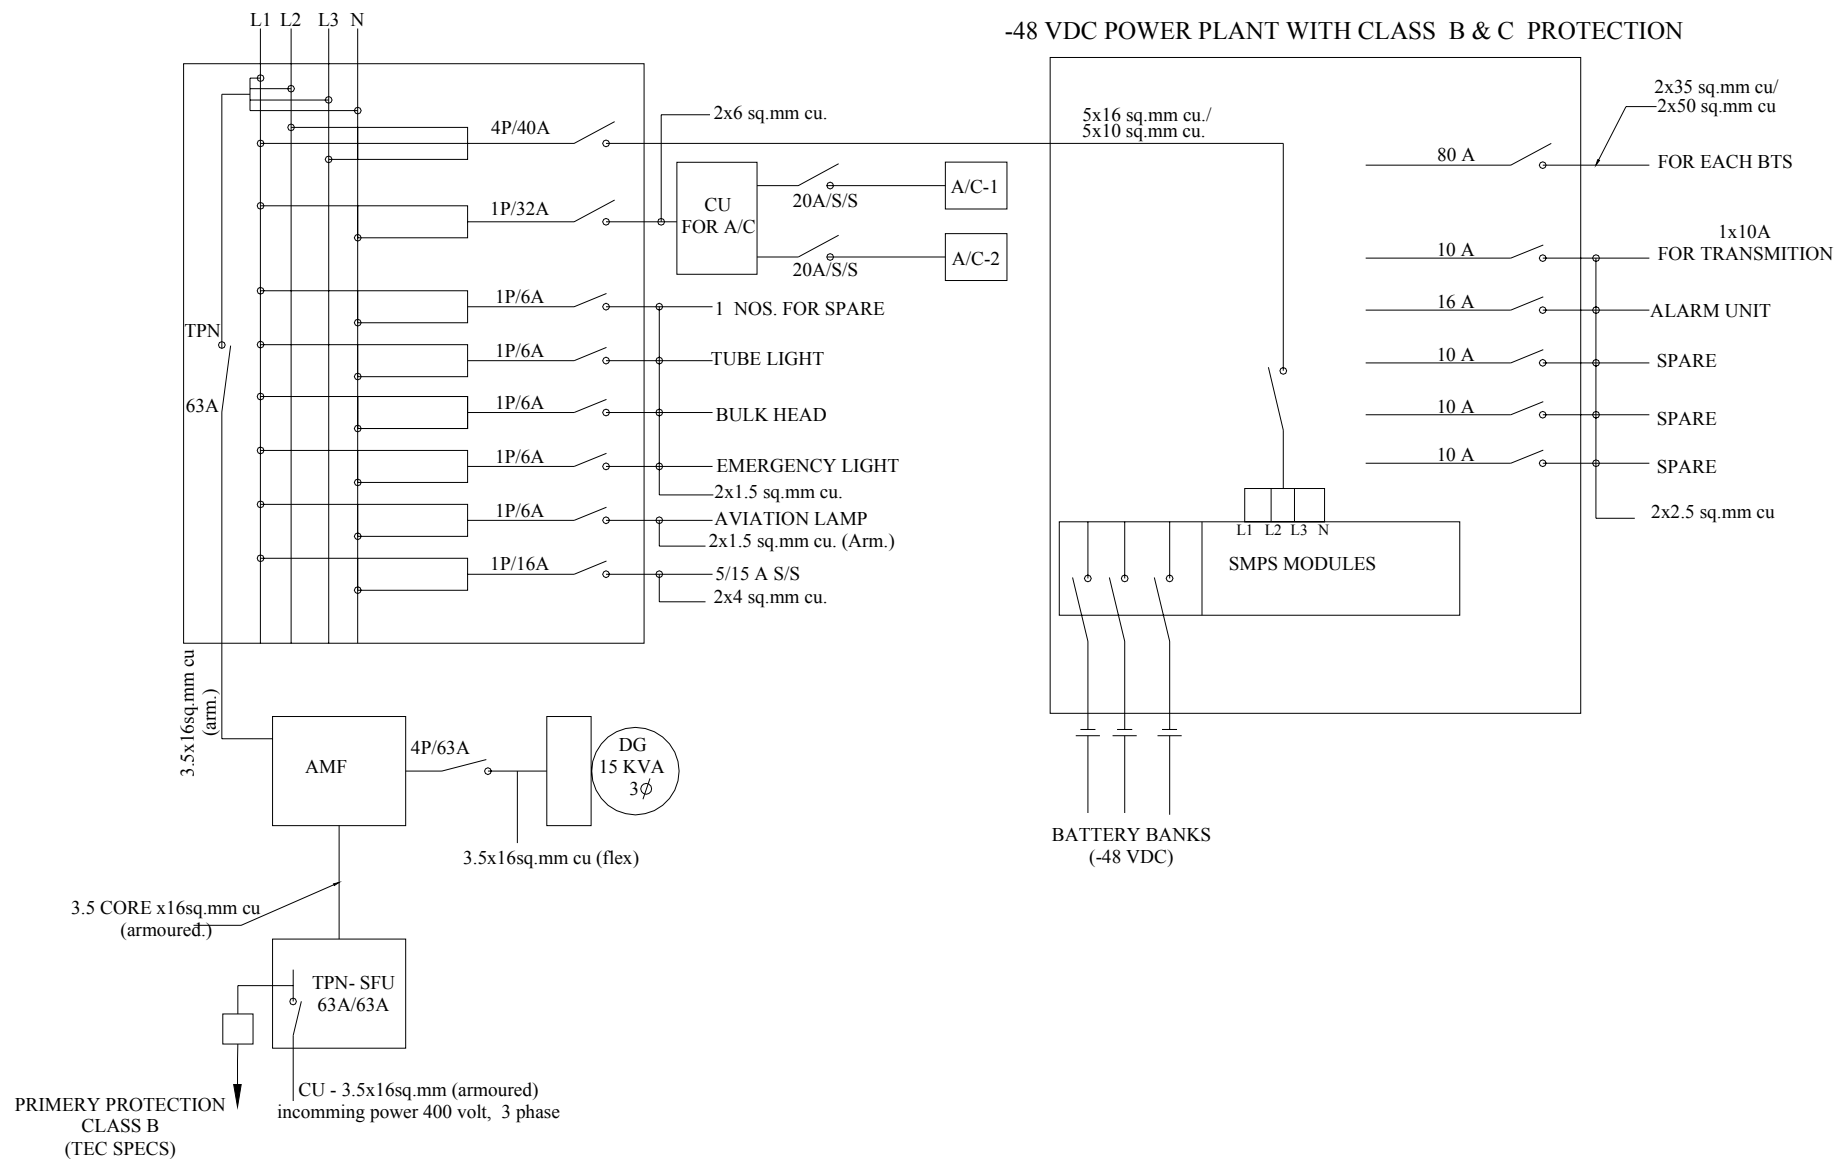 L1 L2 L3 N
-48 VDC POWER PLANT WITH CLASS B & C PROTECTION
4P/40A
2x6 sq.mm cu.
5x16 sq.mm cu./
5x10 sq.mm cu.
1P/32A
CU
FOR A/C
20A/S/S
A/C-1
20A/S/S
A/C-2
1P/6A
1 NOS. FOR SPARE
TPN
63A
1P/6A
TUBE LIGHT
1P/6A
BULK HEAD
1P/6A
EMERGENCY LIGHT
2x1.5 sq.mm cu.
1P/6A
AVIATION LAMP
2x1.5 sq.mm cu. (Arm.)
1P/16A
5/15 A S/S
2x4 sq.mm cu.
2x35 sq.mm cu/
2x50 sq.mm cu
80 A
FOR EACH BTS
1x10A
10 A
FOR TRANSMITION
16 A
ALARM UNIT
10 A
SPARE
10 A
SPARE
10 A
SPARE
2x2.5 sq.mm cu
L1 L2 L3 N
SMPS MODULES
BATTERY BANKS
(-48 VDC)
3.5x16sq.mm cu
(arm.)
AMF
4P/63A
DG
15 KVA
3ϕ
3.5x16sq.mm cu (flex)
3.5 CORE x16sq.mm cu
(armoured.)
TPN- SFU
63A/63A
CU - 3.5x16sq.mm (armoured)
incomming power 400 volt, 3 phase
PRIMERY PROTECTION
CLASS B
(TEC SPECS)